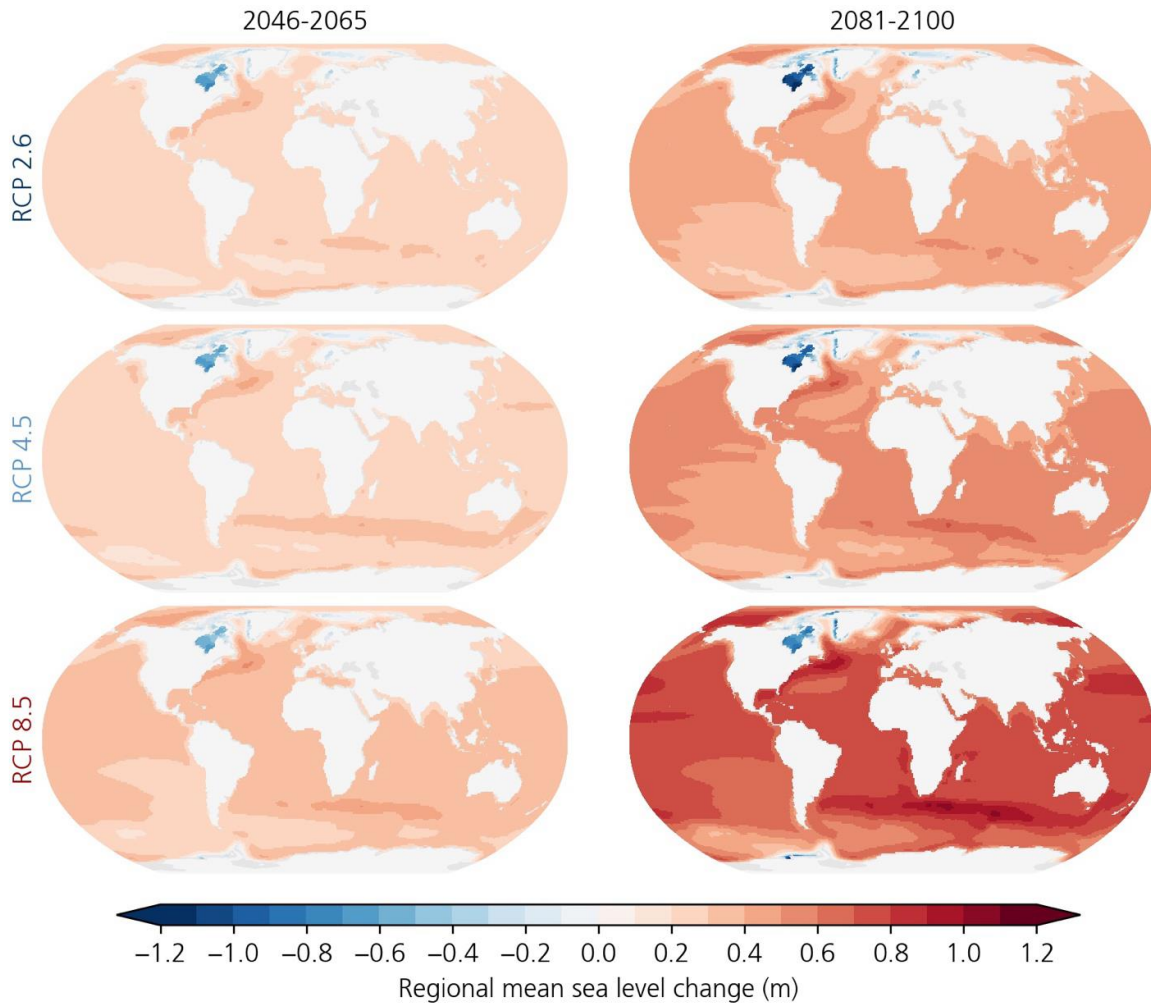 2046-2065 2081-2100
RCP 2.6
RCP 4.5
RCP 8.5
−1.2 −1.0 −0.8 −0.6 −0.4 −0.2 0.0 0.2 0.4 0.6 0.8 1.0 1.2
Regional mean sea level change (m)